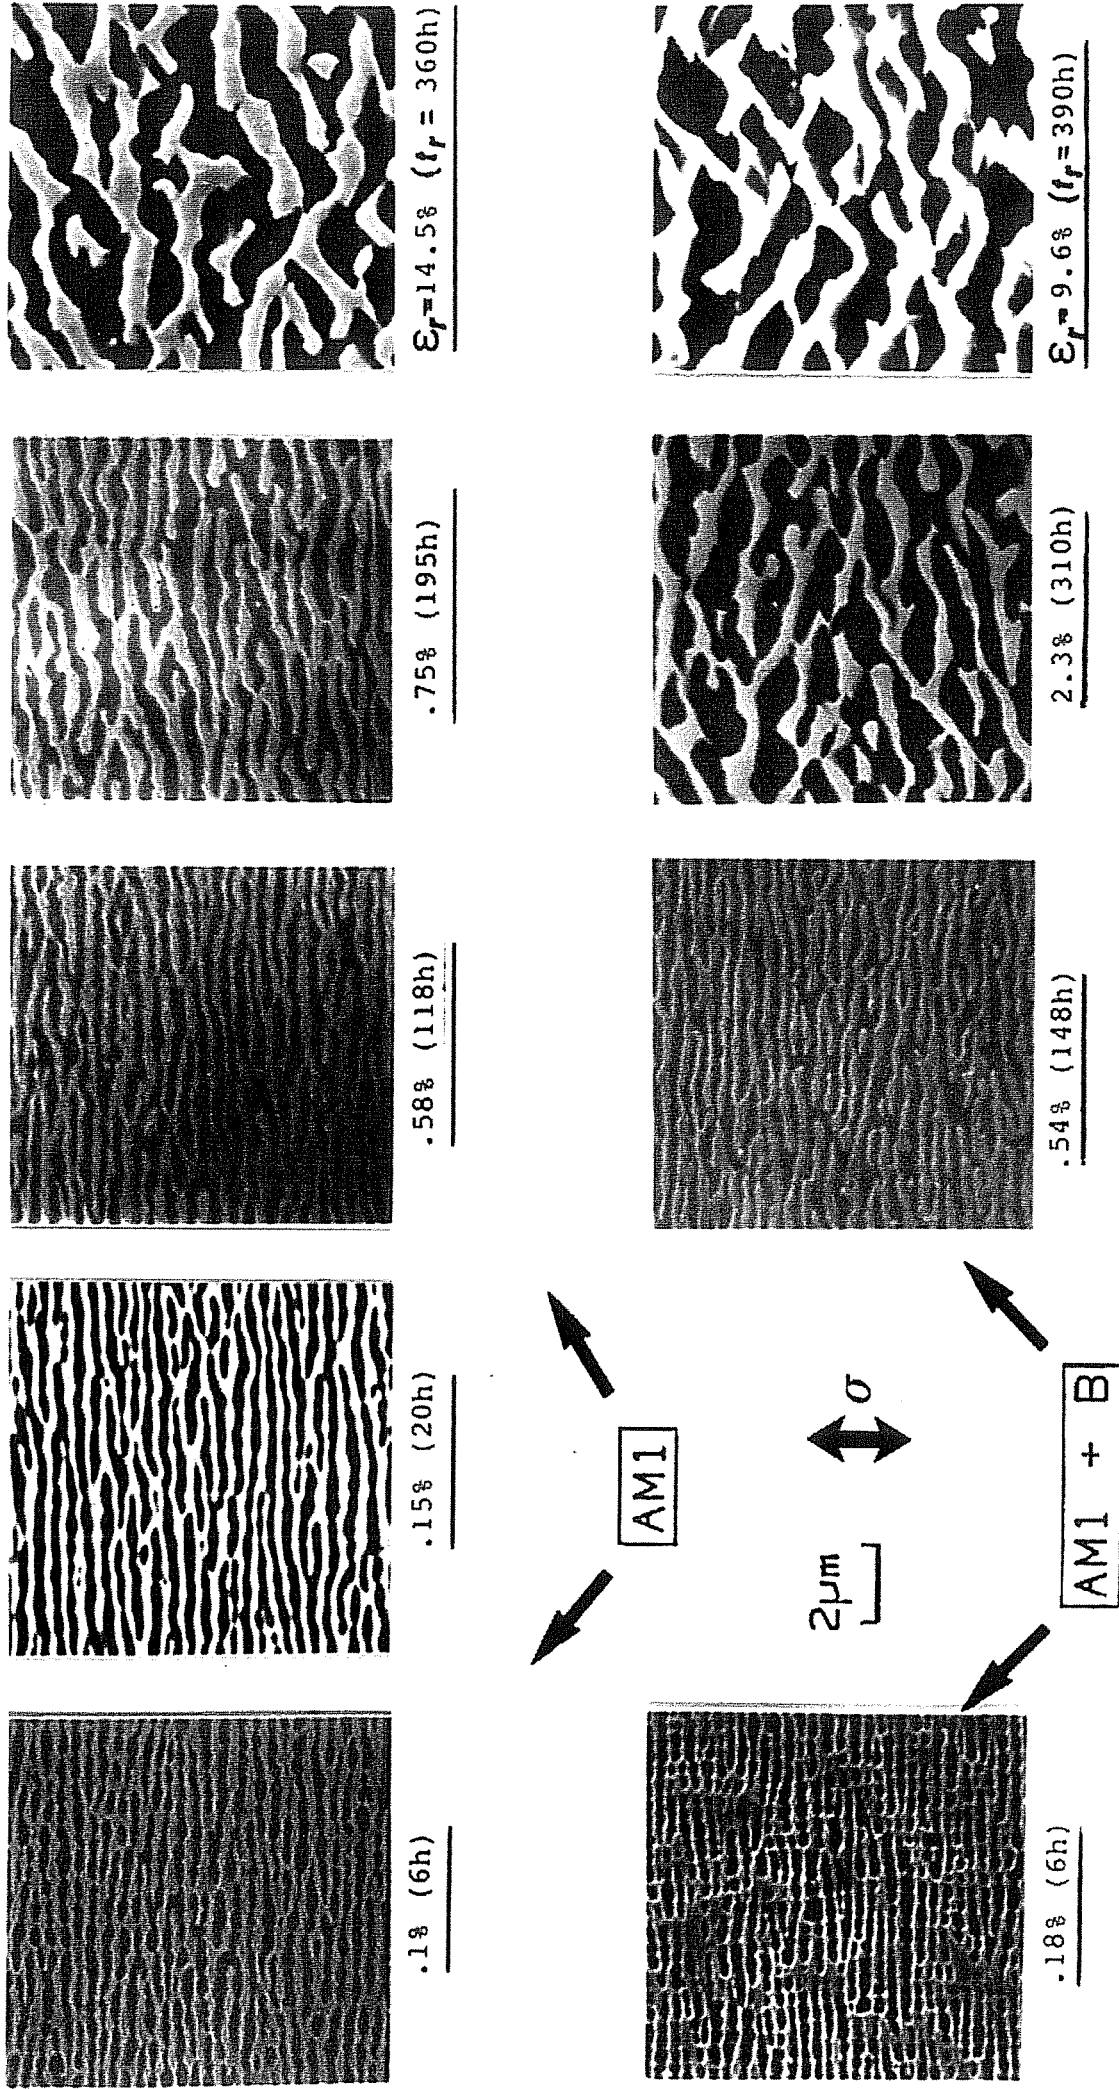 .1% (6h)
.15% (20h)
.58% (118h)
.75% (195h)
εᵣ=14.5% (tᵣ = 360h)
AM1
2µm
σ
AM1 + B
.18% (6h)
.54% (148h)
2.3% (310h)
εᵣ=9.6% (tᵣ=390h)